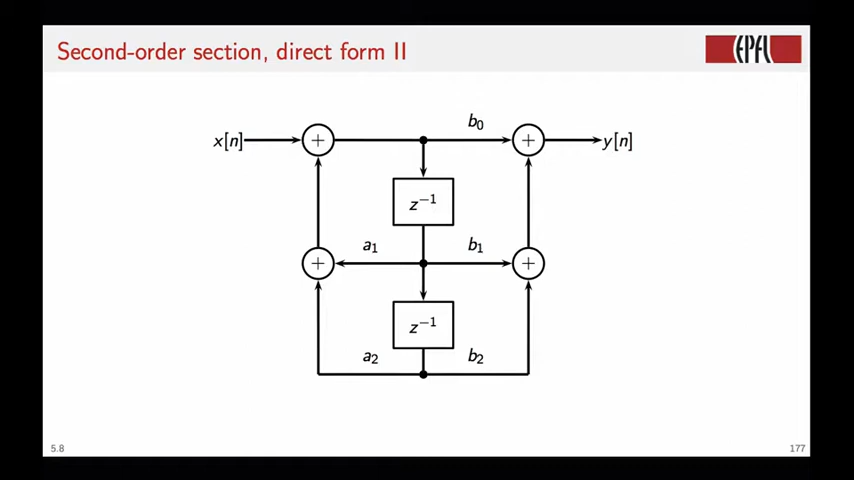 Second-order section, direct form II
EPFL
b₀
x[n] + + y[n]
z⁻¹
a₁ b₁
+ +
z⁻¹
a₂ b₂
5.8 177